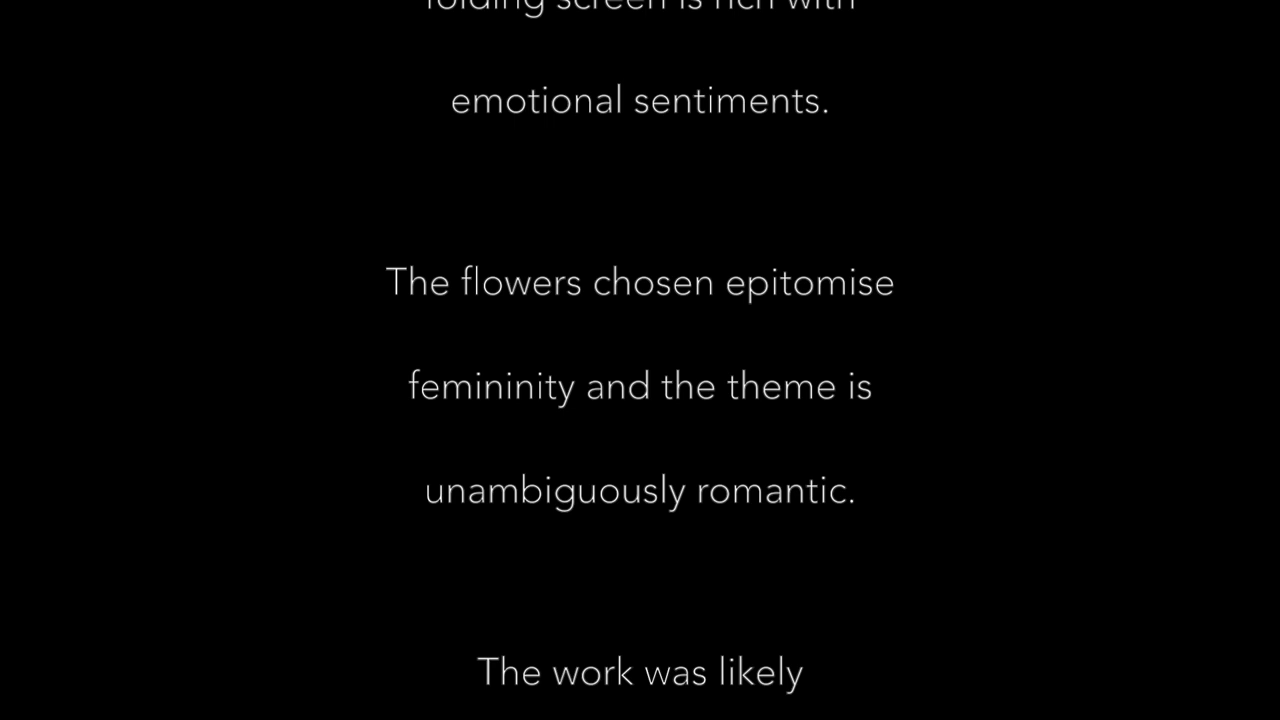 folding screen is rich with
emotional sentiments.
The flowers chosen epitomise
femininity and the theme is
unambiguously romantic.
The work was likely